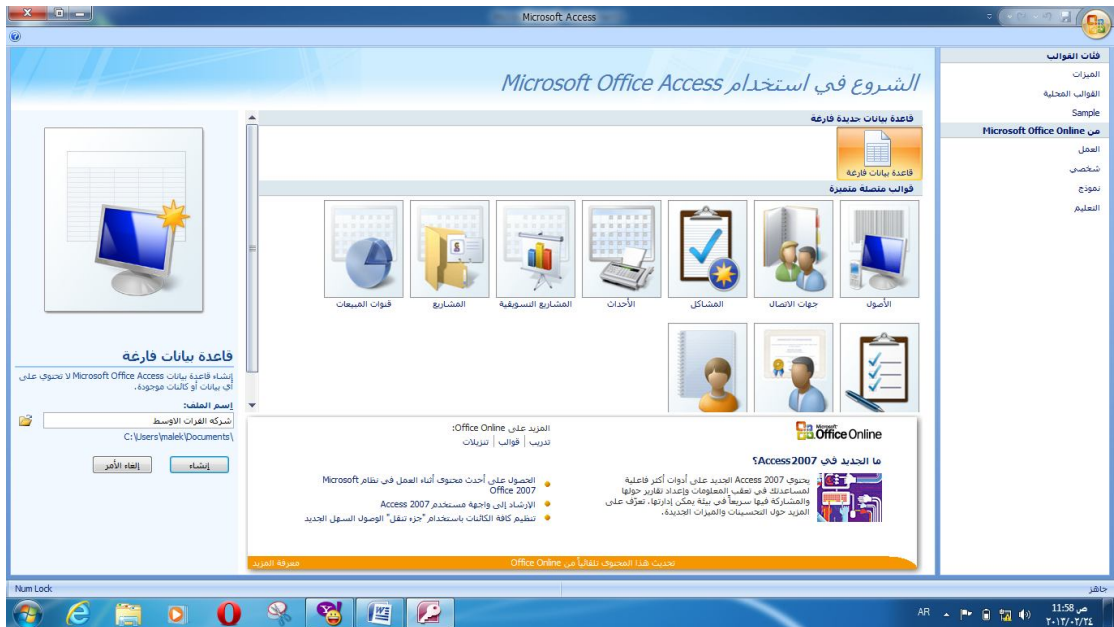 Microsoft Access
فئات القوالب
الميزات
القوالب المحلية
Sample
من Microsoft Office Online
العمل
شخصي
نموذج
التعليم
الشروع في استخدام Microsoft Office Access
قاعدة بيانات جديدة فارغة
قاعدة بيانات فارغة
قوالب متصلة متميزة
الأصول
جهات الاتصال
المشاكل
الأحداث
المشاريع التسويقية
المشاريع
قنوات المبيعات
Microsoft Office Online
ما الجديد في Access 2007؟
يحتوي Access 2007 الجديد على أدوات أكثر فاعلية
لمساعدتك في تعقب المعلومات وإعداد تقارير حولها
والمشاركة فيها سريعاً في بيئة يمكن إدارتها. تعرّف على
المزيد حول التحسينات والميزات الجديدة.
المزيد على Office Online:
تدريب | قوالب | تنزيلات
الحصول على أحدث محتوى أثناء العمل في نظام Microsoft
Office 2007
الإرشاد إلى واجهة مستخدم Access 2007
تنظيم كافة الكائنات باستخدام "جزء تنقل" الوصول السهل الجديد
تحديث هذا المحتوى تلقائياً من Office Online
معرفة المزيد
قاعدة بيانات فارغة
إنشاء قاعدة بيانات Microsoft Office Access لا تحتوي على
أي بيانات أو كائنات موجودة.
إسم الملف:
شركه الفرات الاوسط
C:\Users\malek\Documents\
إنشاء
إلغاء الأمر
جاهز
Num Lock
AR
11:58 ص
٢٠١٣/٠٢/٢٤